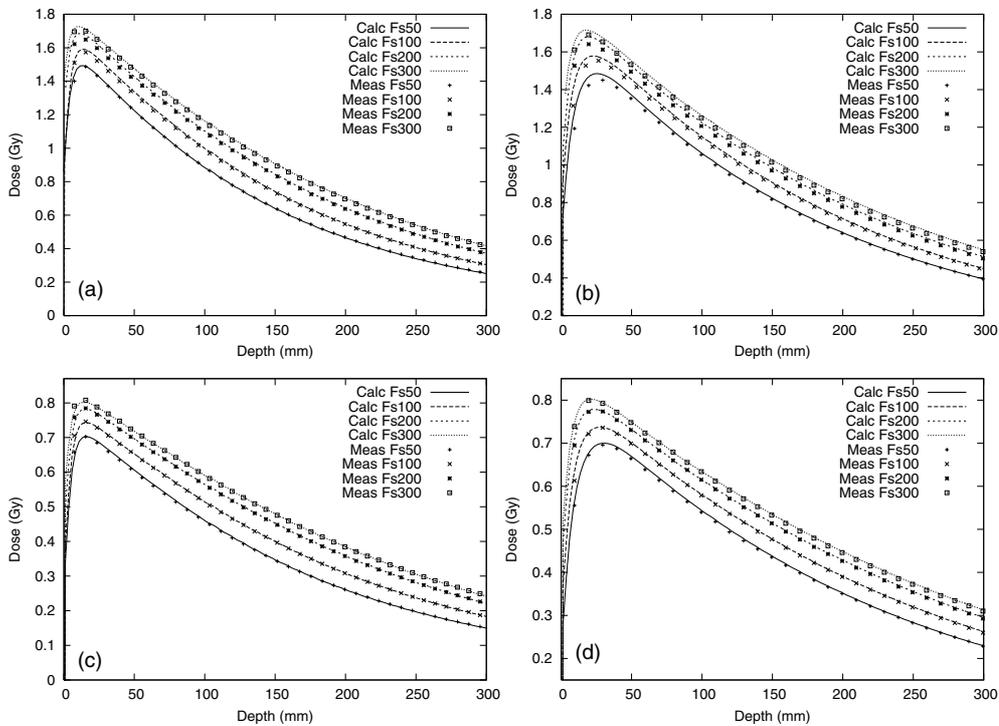 Dose (Gy)
1.8
1.6
1.4
1.2
1
0.8
0.6
0.4
0.2
0
0 50 100 150 200 250 300
Depth (mm)
Calc Fs50
Calc Fs100
Calc Fs200
Calc Fs300
Meas Fs50
Meas Fs100
Meas Fs200
Meas Fs300
(a)
Dose (Gy)
1.8
1.6
1.4
1.2
1
0.8
0.6
0.4
0.2
0 50 100 150 200 250 300
Depth (mm)
Calc Fs50
Calc Fs100
Calc Fs200
Calc Fs300
Meas Fs50
Meas Fs100
Meas Fs200
Meas Fs300
(b)
Dose (Gy)
0.8
0.7
0.6
0.5
0.4
0.3
0.2
0.1
0
0 50 100 150 200 250 300
Depth (mm)
Calc Fs50
Calc Fs100
Calc Fs200
Calc Fs300
Meas Fs50
Meas Fs100
Meas Fs200
Meas Fs300
(c)
Dose (Gy)
0.8
0.7
0.6
0.5
0.4
0.3
0.2
0 50 100 150 200 250 300
Depth (mm)
Calc Fs50
Calc Fs100
Calc Fs200
Calc Fs300
Meas Fs50
Meas Fs100
Meas Fs200
Meas Fs300
(d)